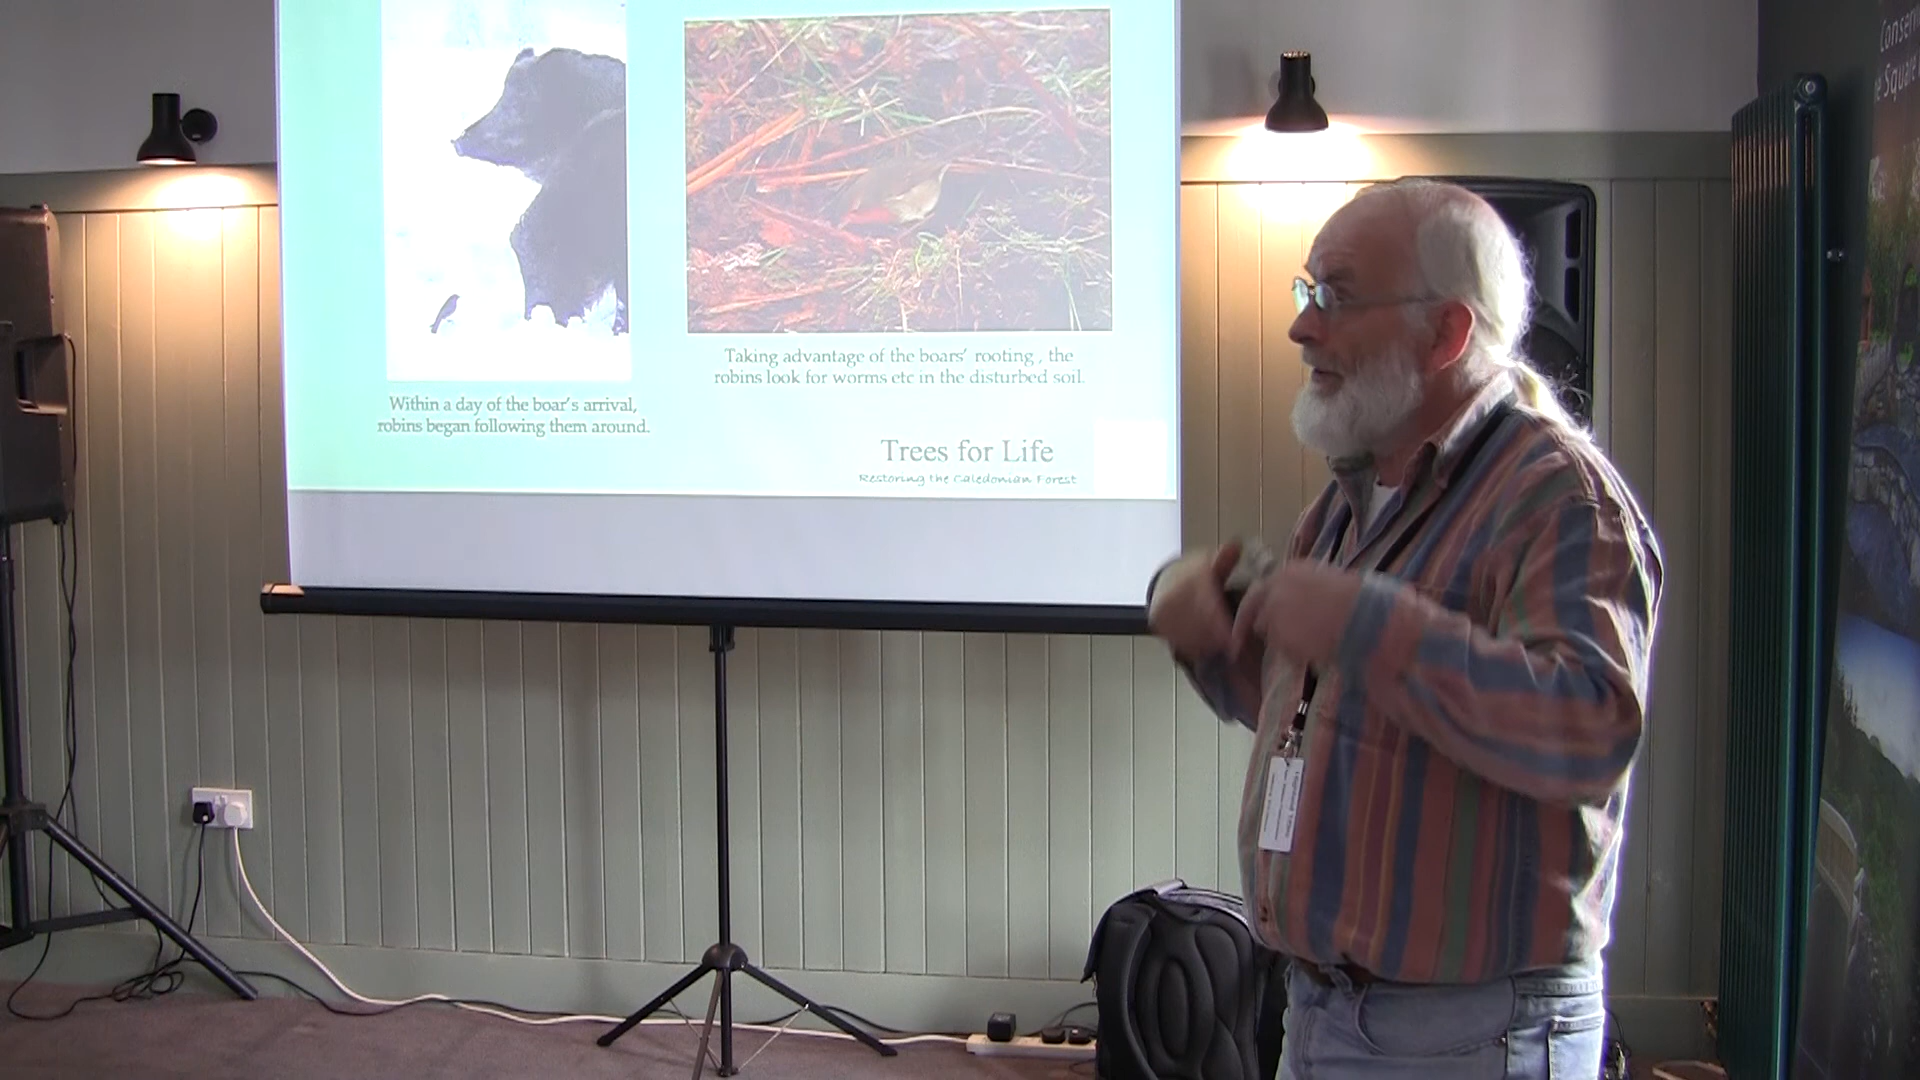 Within a day of the boar's arrival,
robins began following them around.
Taking advantage of the boars' rooting , the
robins look for worms etc in the disturbed soil.
Trees for Life
Restoring the Caledonian Forest
Square